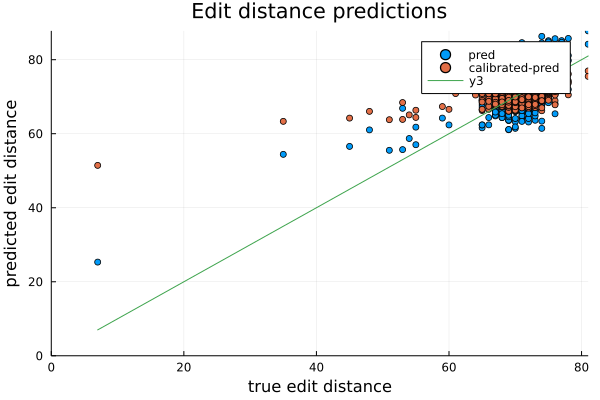 Edit distance predictions
predicted edit distance
80
60
40
20
0
pred
calibrated-pred
y3
0 20 40 60 80
true edit distance